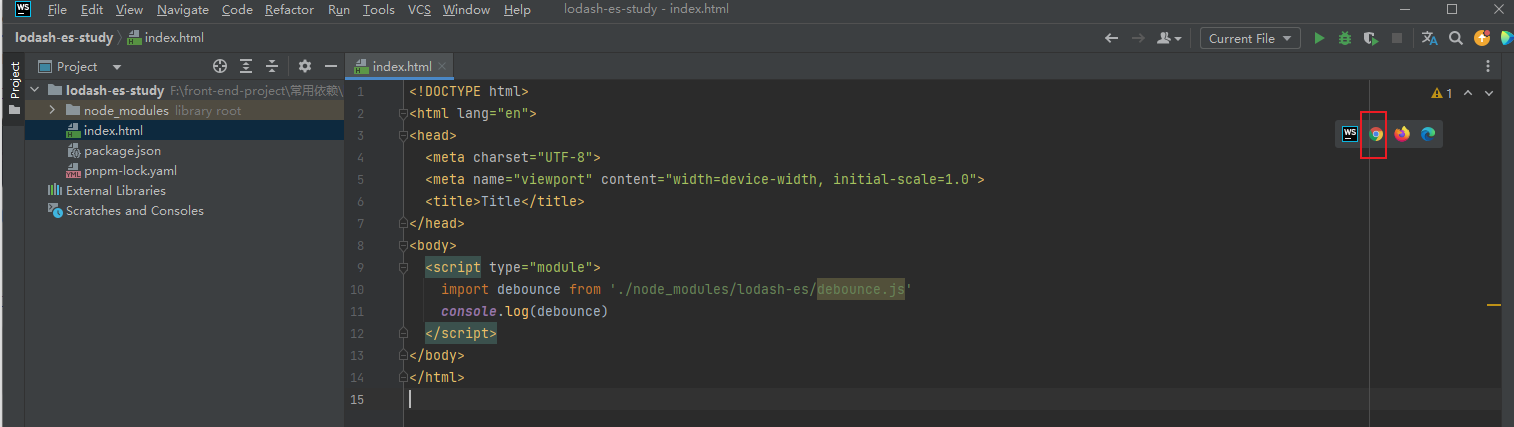 WS File Edit View Navigate Code Refactor Run Tools VCS Window Help lodash-es-study - index.html
lodash-es-study index.html Current File
Project
Project
index.html
lodash-es-study F:\front-end-project\常用依赖\
node_modules library root
index.html
package.json
pnpm-lock.yaml
External Libraries
Scratches and Consoles
1 <!DOCTYPE html>
2 <html lang="en">
3 <head>
4 <meta charset="UTF-8">
5 <meta name="viewport" content="width=device-width, initial-scale=1.0">
6 <title>Title</title>
7 </head>
8 <body>
9 <script type="module">
10 import debounce from './node_modules/lodash-es/debounce.js'
11 console.log(debounce)
12 </script>
13 </body>
14 </html>
15
1
WS